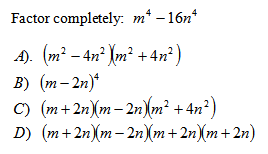 Factor completely: m⁴ − 16n⁴
A). (m² − 4n²)(m² + 4n²)
B) (m − 2n)⁴
C) (m + 2n)(m − 2n)(m² + 4n²)
D) (m + 2n)(m − 2n)(m + 2n)(m + 2n)